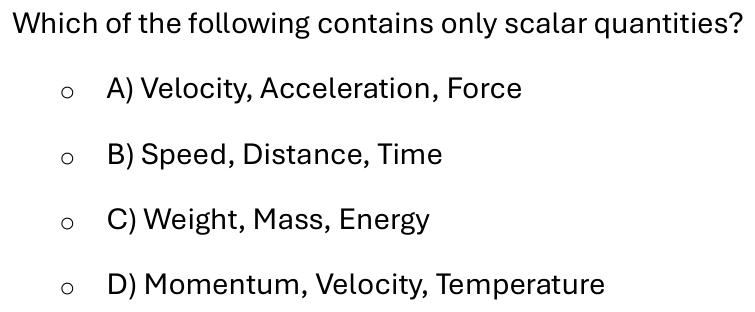 Which of the following contains only scalar quantities?
○ A) Velocity, Acceleration, Force
○ B) Speed, Distance, Time
○ C) Weight, Mass, Energy
○ D) Momentum, Velocity, Temperature